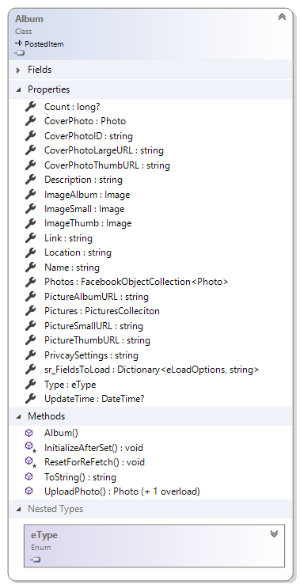 Album
Class
PostedItem
Fields
Properties
Count : long?
CoverPhoto : Photo
CoverPhotoID : string
CoverPhotoLargeURL : string
CoverPhotoThumbURL : string
Description : string
ImageAlbum : Image
ImageSmall : Image
ImageThumb : Image
Link : string
Location : string
Name : string
Photos : FacebookObjectCollection<Photo>
PictureAlbumURL : string
Pictures : PicturesColleciton
PictureSmallURL : string
PictureThumbURL : string
PrivcaySettings : string
sr_FieldsToLoad : Dictionary<eLoadOptions, string>
Type : eType
UpdateTime : DateTime?
Methods
Album()
InitializeAfterSet() : void
ResetForReFetch() : void
ToString() : string
UploadPhoto() : Photo (+ 1 overload)
Nested Types
eType
Enum